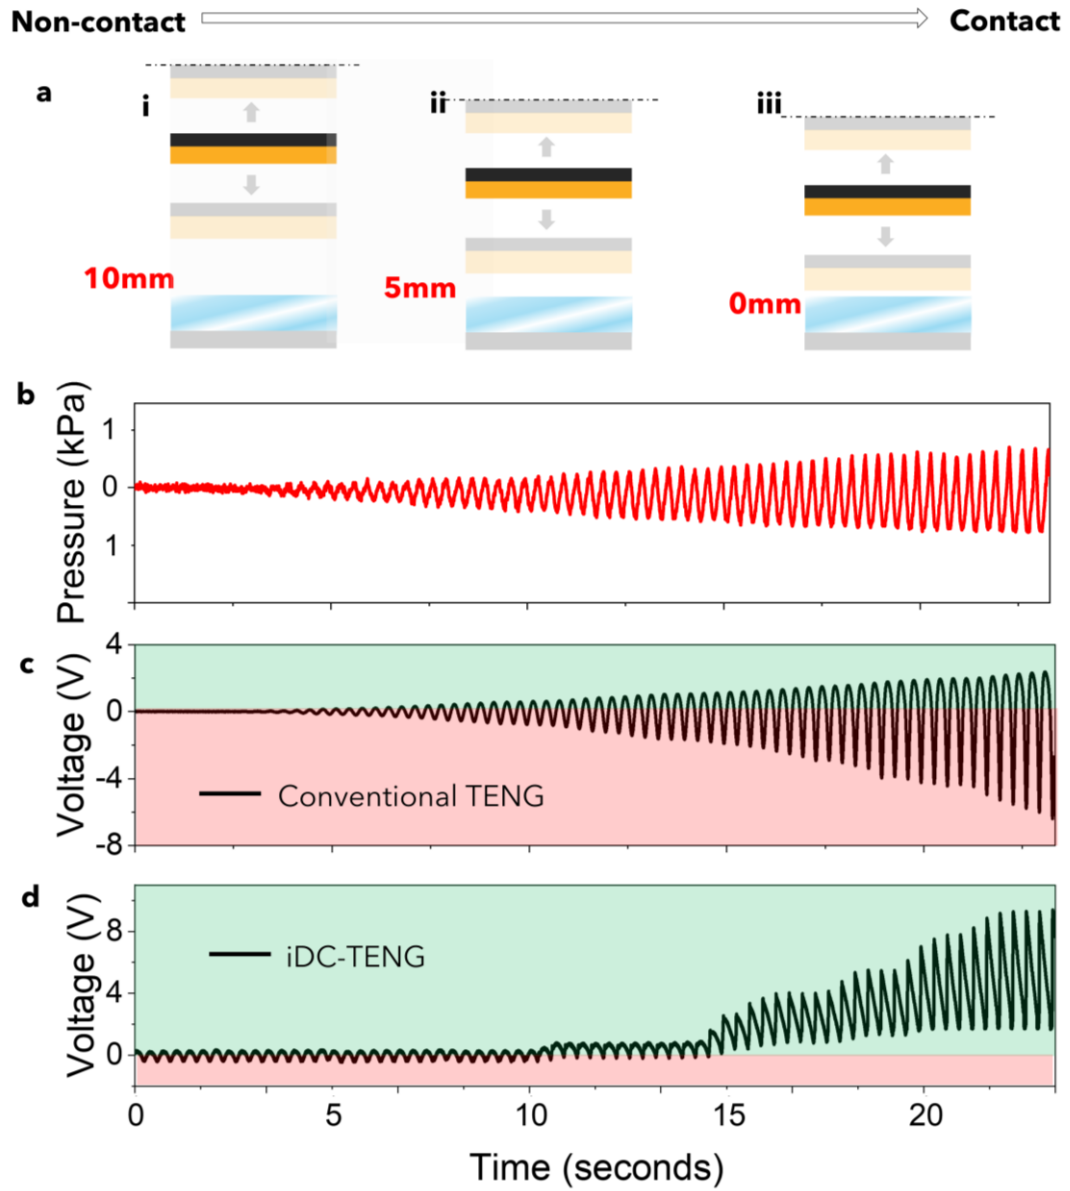 Non-contact Contact
a
i
ii
iii
10mm
5mm
0mm
b
Pressure (kPa)
1
0
1
c
Voltage (V)
4
0
-4
-8
Conventional TENG
d
Voltage (V)
8
4
0
iDC-TENG
0 5 10 15 20
Time (seconds)